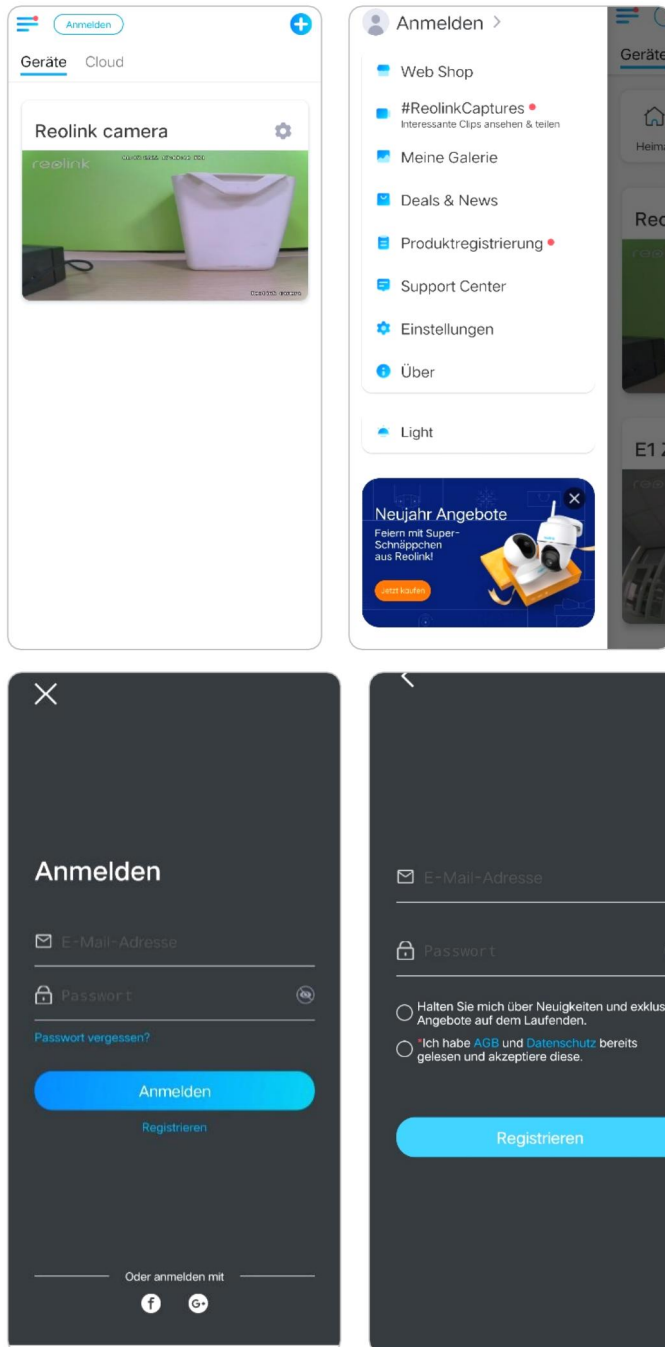 Anmelden
Geräte Cloud
Reolink camera
reolink
Reolink camera
Anmelden
Web Shop
#ReolinkCaptures
Interessante Clips ansehen & teilen
Meine Galerie
Deals & News
Produktregistrierung
Support Center
Einstellungen
Über
Light
Neujahr Angebote
Feiern mit Super-
Schnäppchen
aus Reolink!
Jetzt kaufen
Geräte
Heima
Reo
E1 Z
Anmelden
E-Mail-Adresse
Passwort
Passwort vergessen?
Anmelden
Registrieren
Oder anmelden mit
f G+
E-Mail-Adresse
Passwort
Halten Sie mich über Neuigkeiten und exklus
Angebote auf dem Laufenden.
*Ich habe AGB und Datenschutz bereits
gelesen und akzeptiere diese.
Registrieren